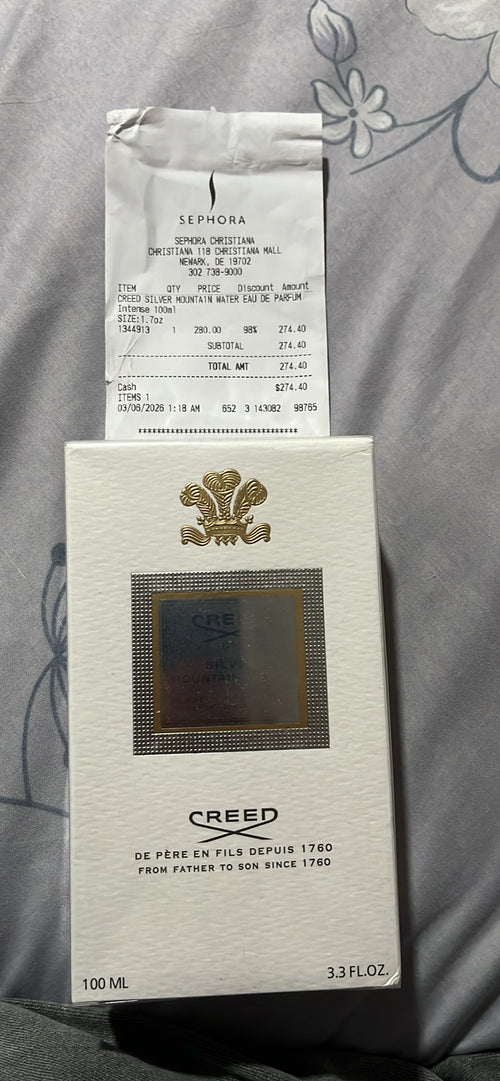 SEPHORA
SEPHORA CHRISTIANA
CHRISTIANA 118 CHRISTIANA MALL
NEWARK, DE 19702
302 738-9000
ITEM QTY PRICE Discount Amount
CREED SILVER MOUNTAIN WATER EAU DE PARFUM
Intense 100ml
SIZE:1.7oz
1344913 1 280.00 98% 274.40
SUBTOTAL 274.40
TOTAL AMT 274.40
Cash $274.40
ITEMS 1
03/06/2026 1:18 AM 652 3 143082 98765
CREED
DE PÈRE EN FILS DEPUIS 1760
FROM FATHER TO SON SINCE 1760
100 ML 3.3 FL.OZ.